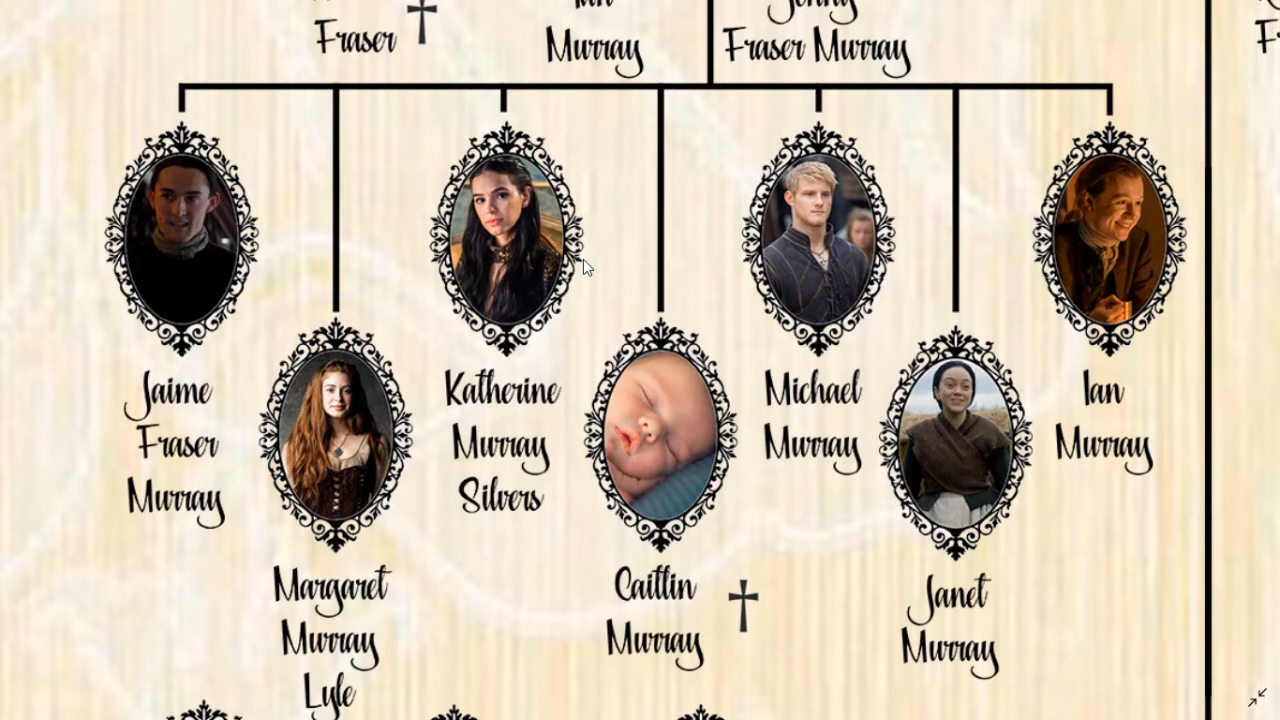 Fraser
Ian
Murray
Jenny
Fraser Murray
Jaime
Fraser
Murray
Katherine
Murray
Silvers
Michael
Murray
Ian
Murray
Margaret
Murray
Lyle
Caitlin
Murray
Janet
Murray